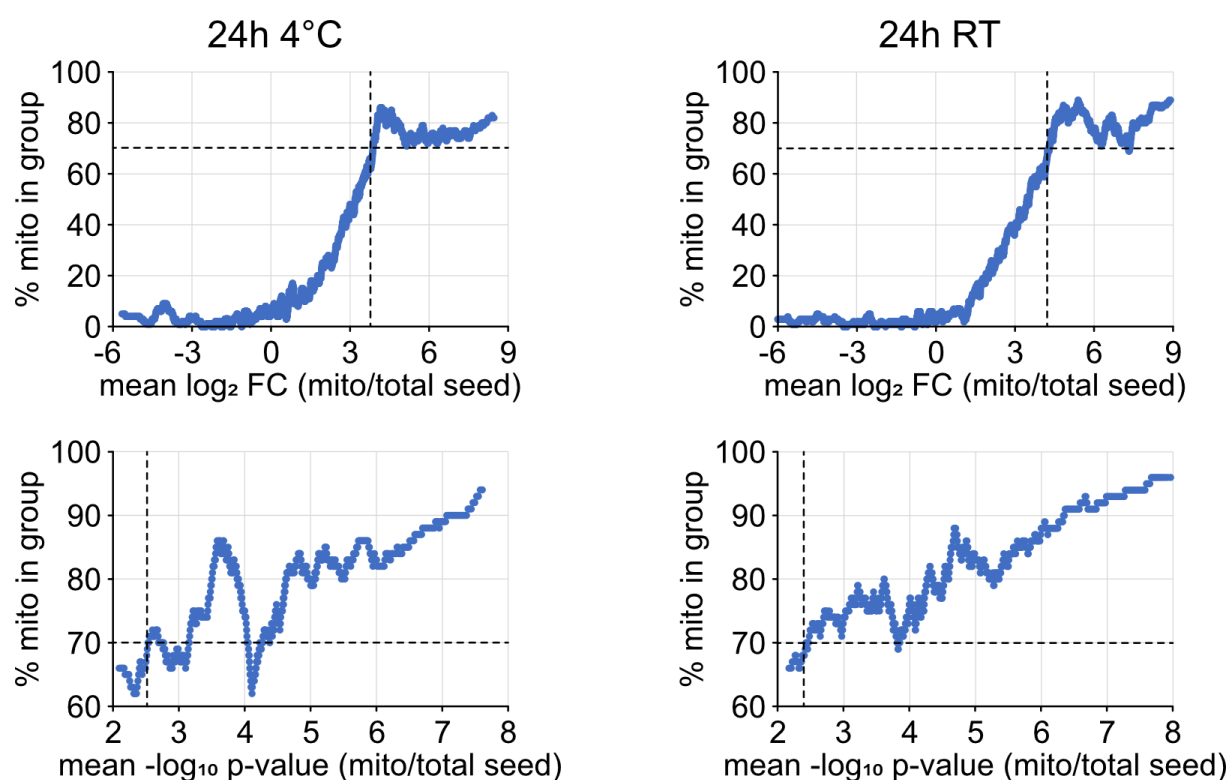 24h 4°C
100
80
60
40
20
0
% mito in group
-6 -3 0 3 6 9
mean log₂ FC (mito/total seed)
24h RT
100
80
60
40
20
0
% mito in group
-6 -3 0 3 6 9
mean log₂ FC (mito/total seed)
100
90
80
70
60
% mito in group
2 3 4 5 6 7 8
mean -log₁₀ p-value (mito/total seed)
100
90
80
70
60
% mito in group
2 3 4 5 6 7 8
mean -log₁₀ p-value (mito/total seed)